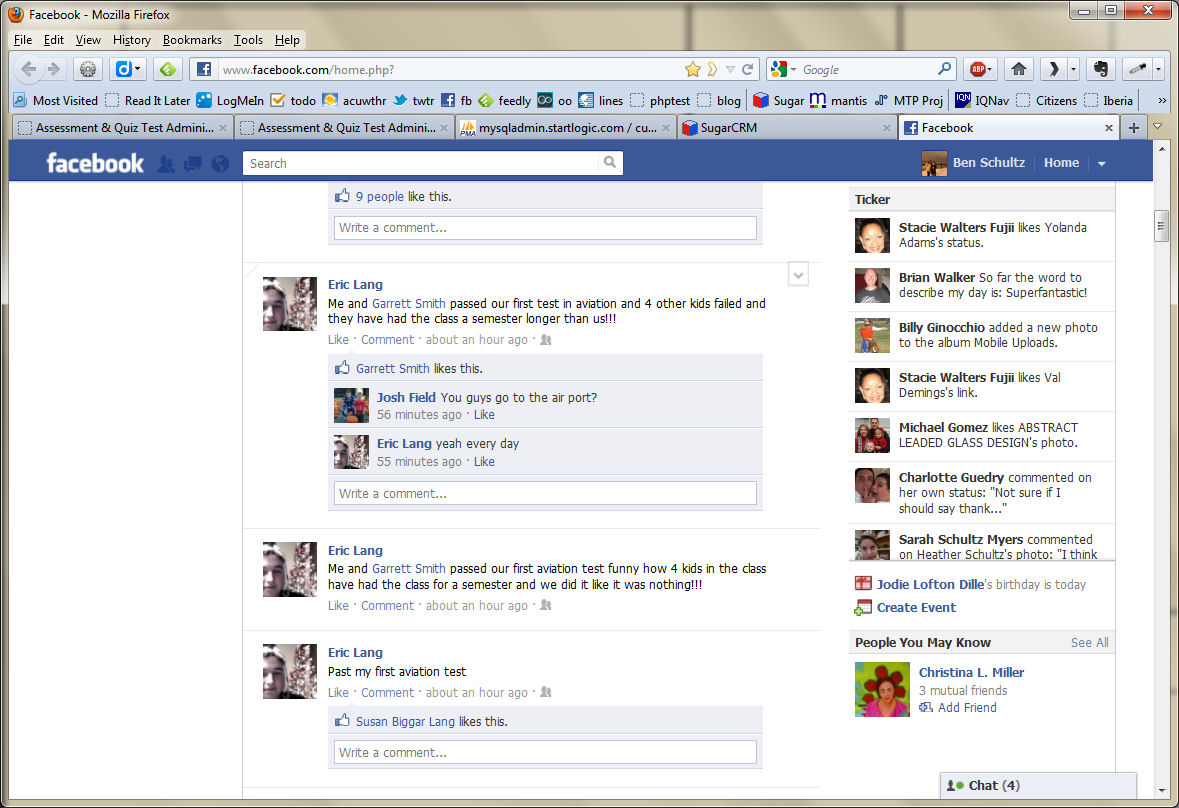 Facebook - Mozilla Firefox
File Edit View History Bookmarks Tools Help
www.facebook.com/home.php?
Google
ABP
Most Visited Read It Later LogMeIn todo acuwthr twtr fb feedly oo lines phptest blog Sugar mantis MTP Proj IQNav Citizens Iberia »
Assessment & Quiz Test Admini... Assessment & Quiz Test Admini... mysqladmin.startlogic.com / cu... SugarCRM Facebook
facebook
Search
Ben Schultz Home
9 people like this.
Write a comment...
Eric Lang
Me and Garrett Smith passed our first test in aviation and 4 other kids failed and
they have had the class a semester longer than us!!!
Like · Comment · about an hour ago ·
Garrett Smith likes this.
Josh Field You guys go to the air port?
56 minutes ago · Like
Eric Lang yeah every day
55 minutes ago · Like
Write a comment...
Eric Lang
Me and Garrett Smith passed our first aviation test funny how 4 kids in the class
have had the class for a semester and we did it like it was nothing!!!
Like · Comment · about an hour ago ·
Eric Lang
Past my first aviation test
Like · Comment · about an hour ago ·
Susan Biggar Lang likes this.
Write a comment...
Ticker
Stacie Walters Fujii likes Yolanda
Adams's status.
Brian Walker So far the word to
describe my day is: Superfantastic!
Billy Ginocchio added a new photo
to the album Mobile Uploads.
Stacie Walters Fujii likes Val
Demings's link.
Michael Gomez likes ABSTRACT
LEADED GLASS DESIGN's photo.
Charlotte Guedry commented on
her own status: "Not sure if I
should say thank..."
Sarah Schultz Myers commented
on Heather Schultz's photo: "I think
Jodie Lofton Dille's birthday is today
Create Event
People You May Know See All
Christina L. Miller
3 mutual friends
Add Friend
Chat (4)